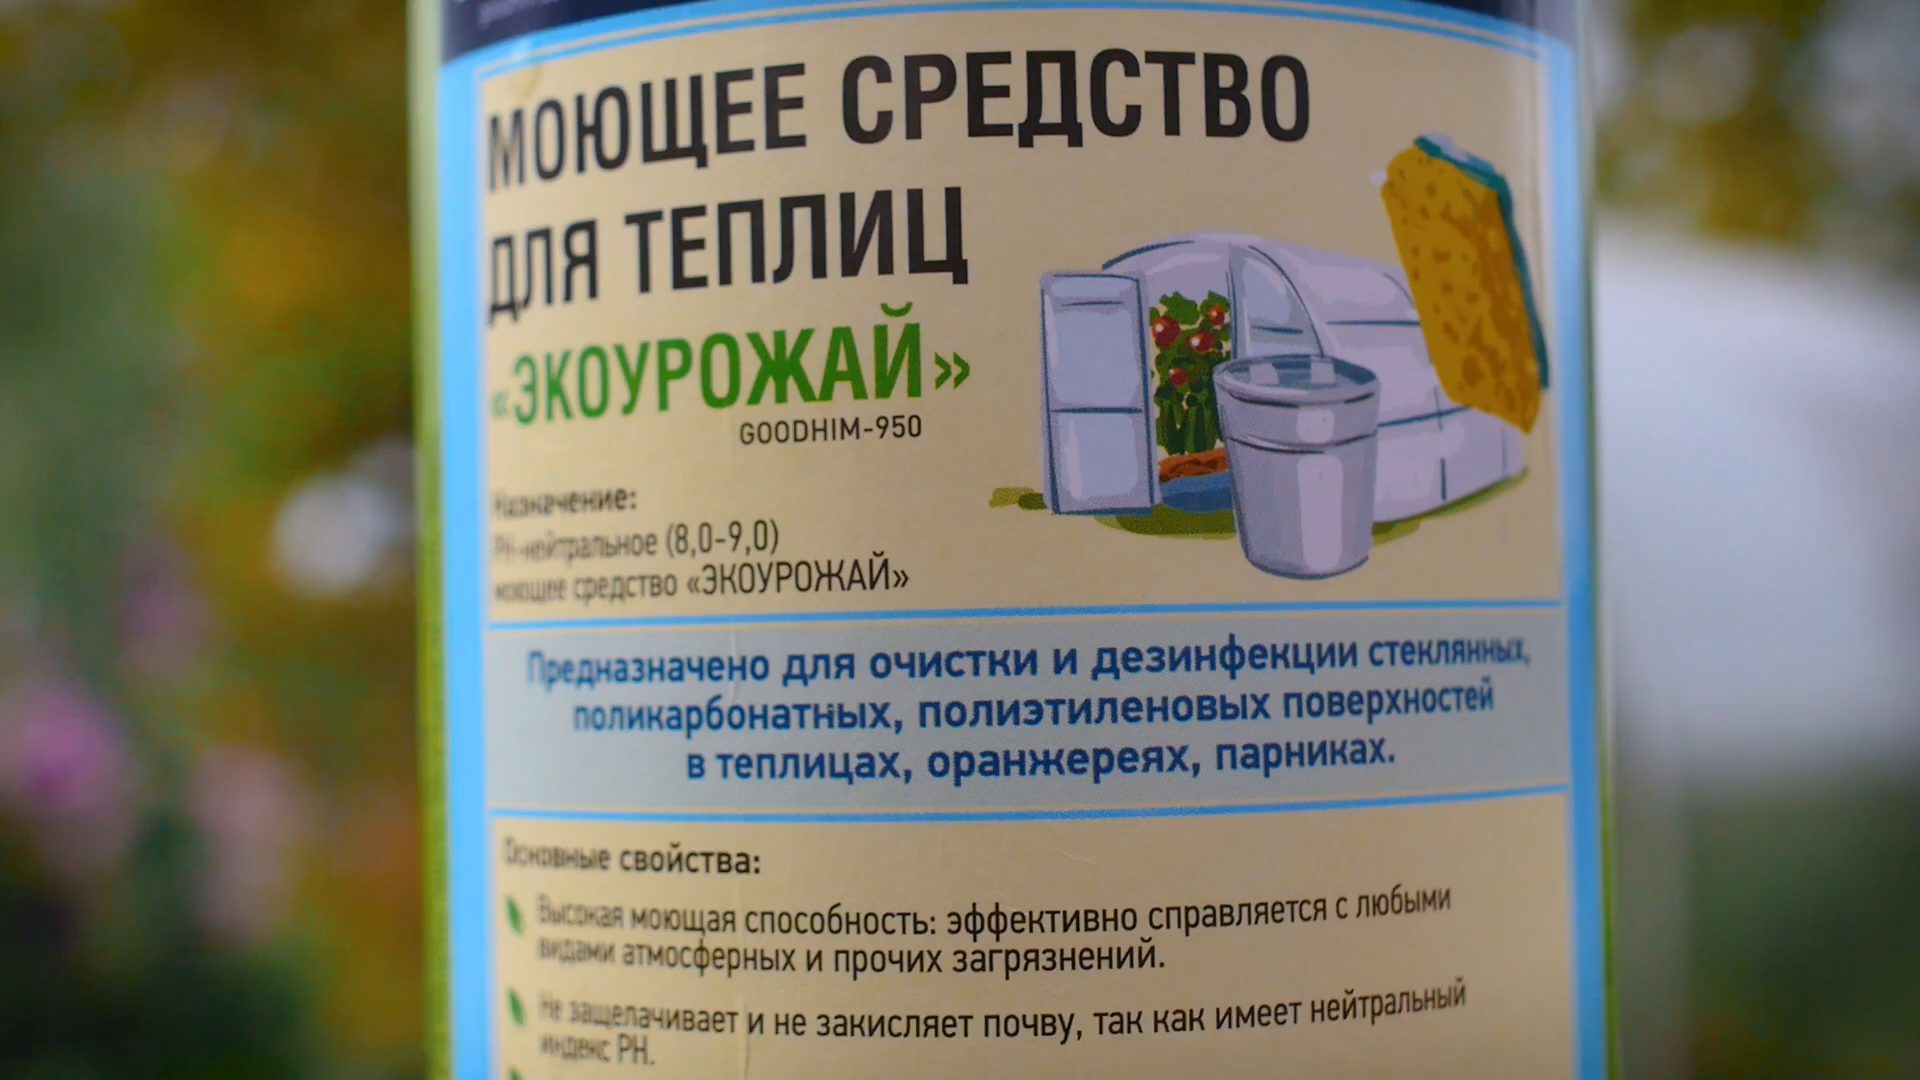 МОЮЩЕЕ СРЕДСТВО
ДЛЯ ТЕПЛИЦ
«ЭКОУРОЖАЙ»
GOODHIM-950
Назначение:
PH-нейтральное (8,0-9,0)
моющее средство «ЭКОУРОЖАЙ»
Предназначено для очистки и дезинфекции стеклянных,
поликарбонатных, полиэтиленовых поверхностей
в теплицах, оранжереях, парниках.
Основные свойства:
Высокая моющая способность: эффективно справляется с любыми
видами атмосферных и прочих загрязнений.
Не защелачивает и не закисляет почву, так как имеет нейтральный
индекс PH.